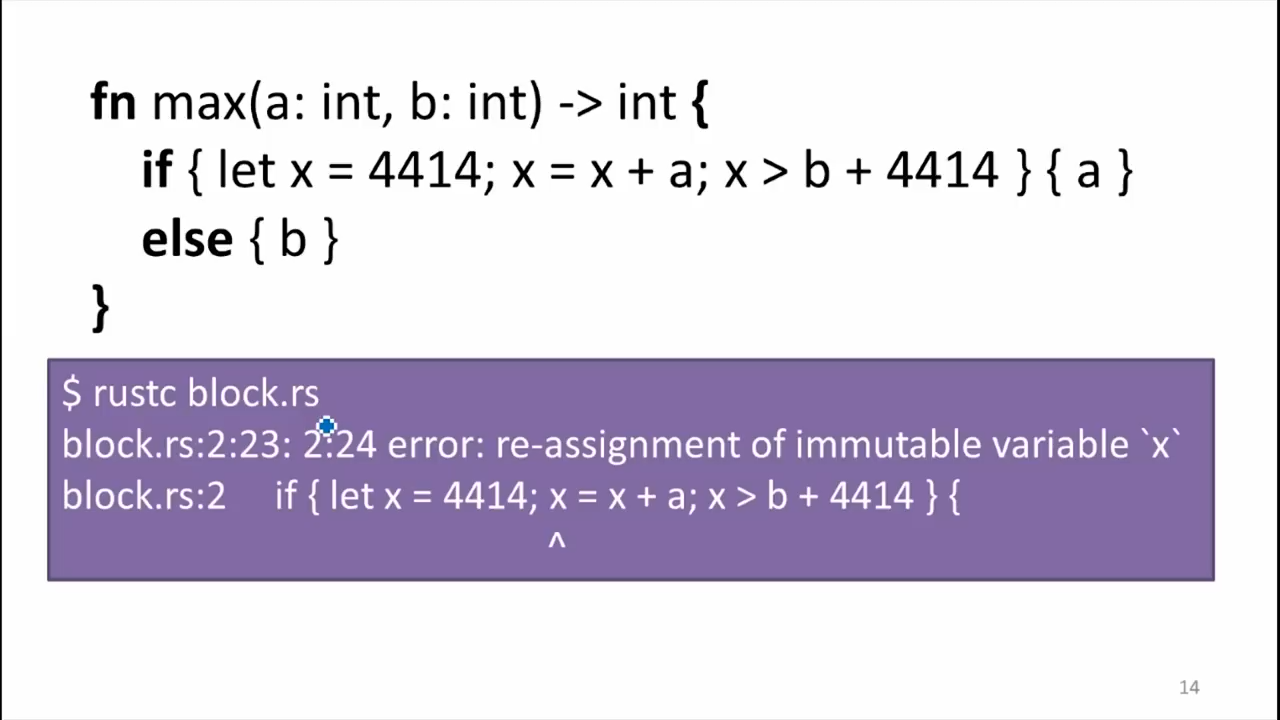 fn max(a: int, b: int) -> int {
if { let x = 4414; x = x + a; x > b + 4414 } { a }
else { b }
}
$ rustc block.rs
block.rs:2:23: 2:24 error: re-assignment of immutable variable `x`
block.rs:2 if { let x = 4414; x = x + a; x > b + 4414 } {
^
14